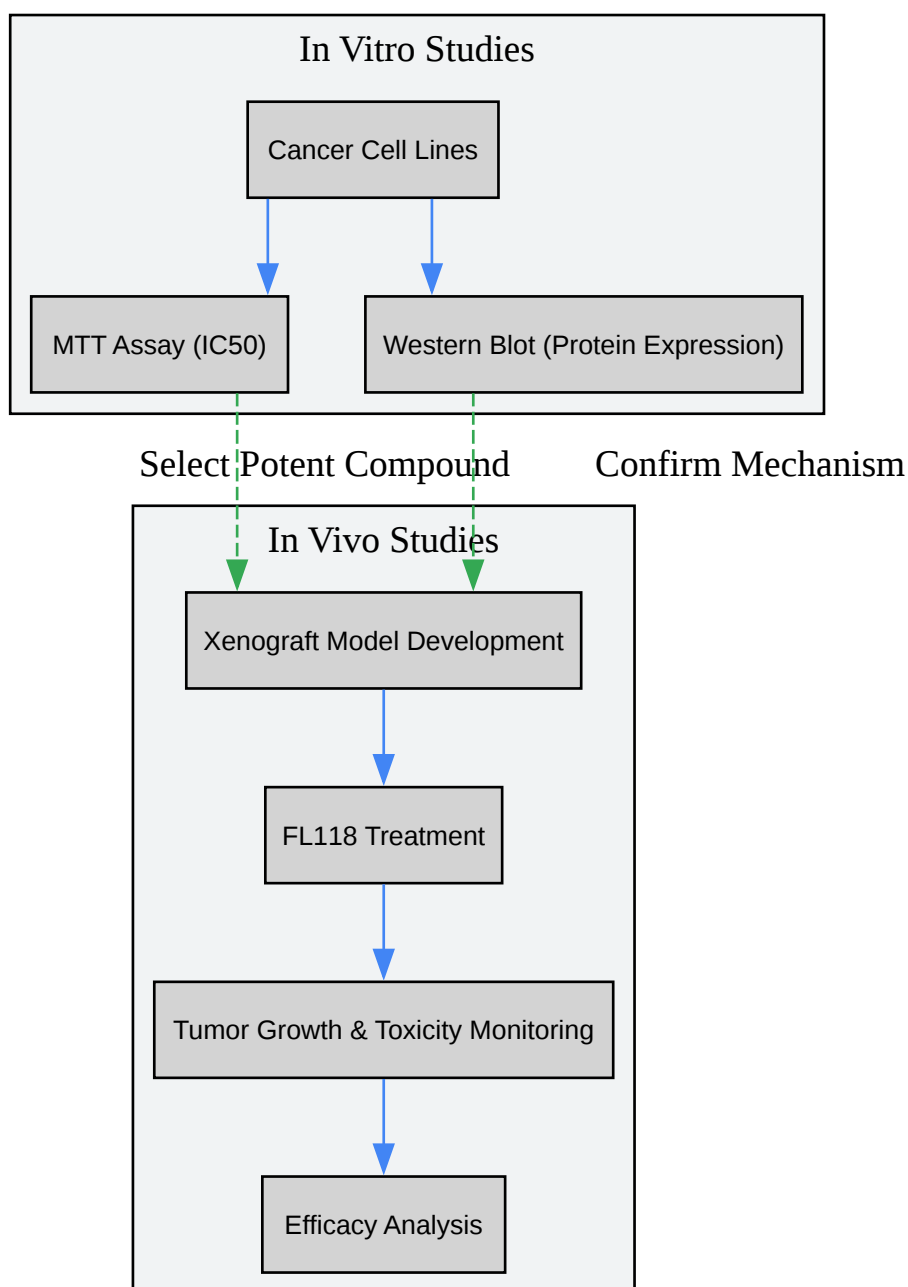 In Vitro Studies
Cancer Cell Lines
MTT Assay (IC50)
Western Blot (Protein Expression)
Select Potent Compound
Confirm Mechanism
In Vivo Studies
Xenograft Model Development
FL118 Treatment
Tumor Growth & Toxicity Monitoring
Efficacy Analysis